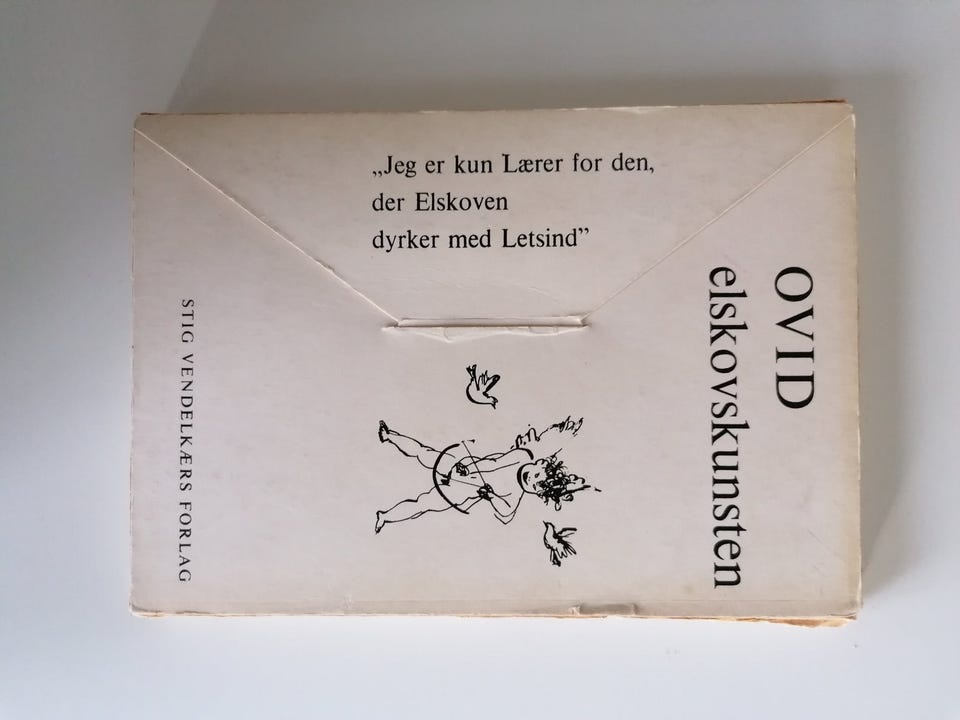 „Jeg er kun Lærer for den,
der Elskoven
dyrker med Letsind”
OVID
elskovskunsten
STIG VENDELKÆRS FORLAG